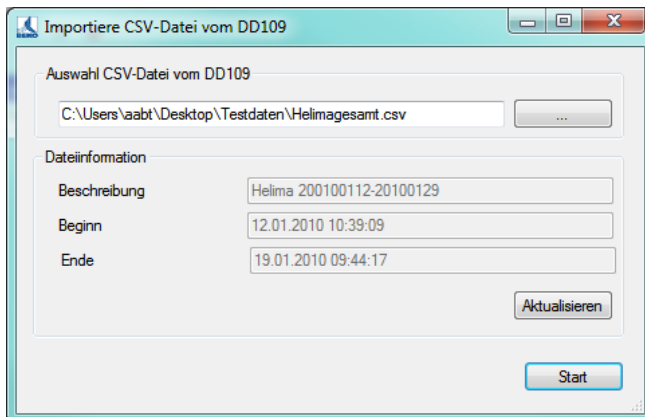 Importiere CSV-Datei vom DD109
Auswahl CSV-Datei vom DD109
C:\Users\aabt\Desktop\Testdaten\Helimagesamt.csv
...
Dateiinformation
Beschreibung
Helima 200100112-20100129
Beginn
12.01.2010 10:39:09
Ende
19.01.2010 09:44:17
Aktualisieren
Start